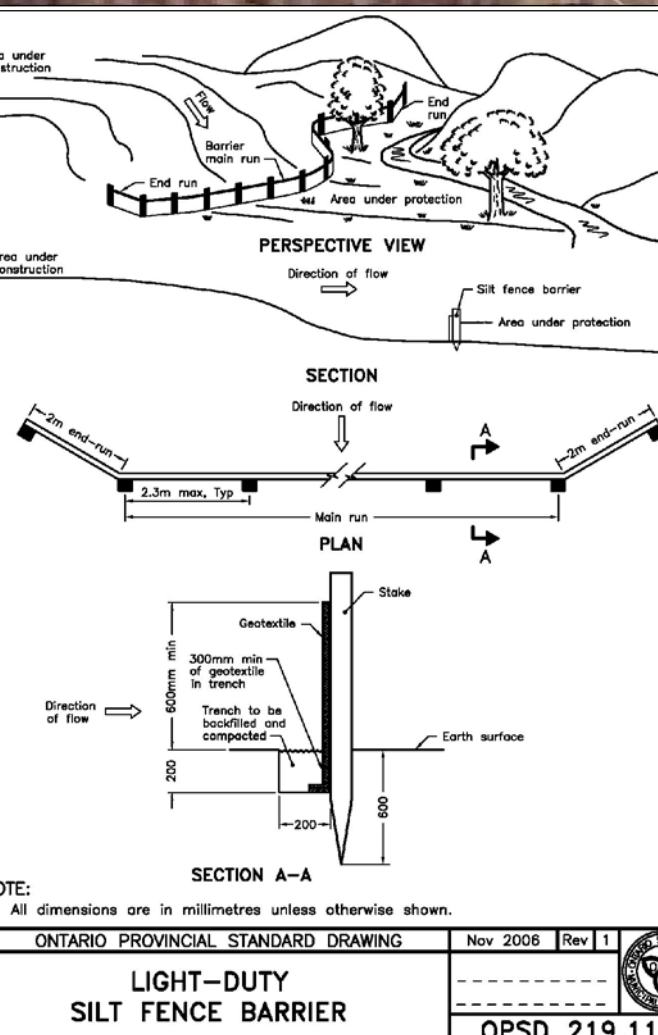 a under
struction
Flow
End
run
Barrier
main run
End run
Area under protection
PERSPECTIVE VIEW
rea under
onstruction
Direction of flow
Silt fence barrier
Area under protection
SECTION
Direction of flow
2m end-run
A
2m end-run
2.3m max, Typ
Main run
A
PLAN
Stake
Geotextile
600mm min
300mm min
of geotextile
in trench
Direction
of flow
Trench to be
backfilled and
compacted
Earth surface
200
600
200
SECTION A-A
OTE:
All dimensions are in millimetres unless otherwise shown.
ONTARIO PROVINCIAL STANDARD DRAWING
Nov 2006 Rev 1
LIGHT-DUTY
SILT FENCE BARRIER
OPSD 219.11